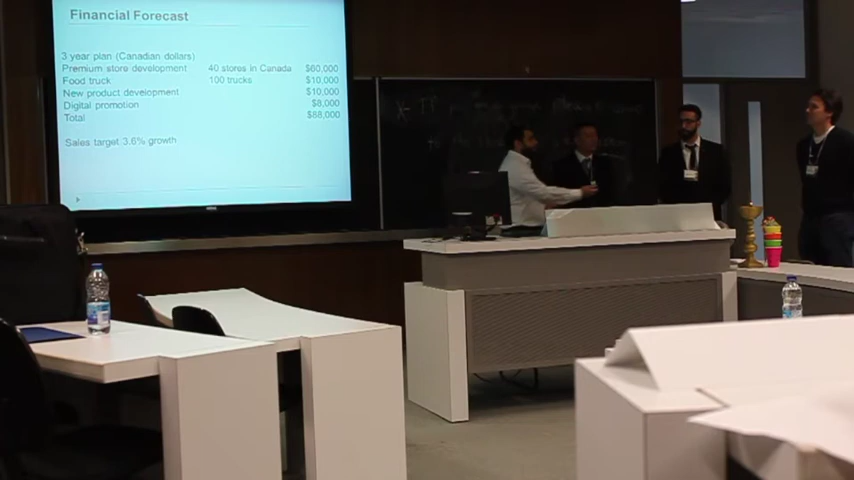 Financial Forecast
3 year plan (Canadian dollars)
Premium store development 40 stores in Canada $60,000
Food truck 100 trucks $10,000
New product development $10,000
Digital promotion $8,000
Total $88,000
Sales target 3.6% growth